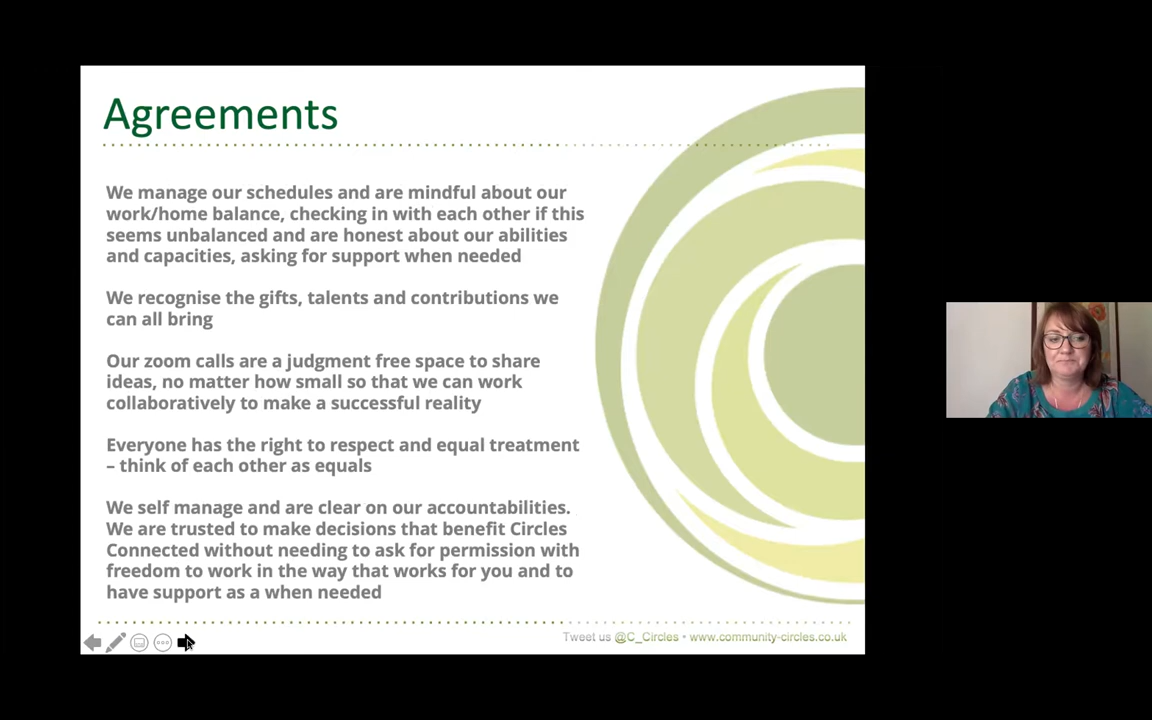 Agreements
We manage our schedules and are mindful about our
work/home balance, checking in with each other if this
seems unbalanced and are honest about our abilities
and capacities, asking for support when needed
We recognise the gifts, talents and contributions we
can all bring
Our zoom calls are a judgment free space to share
ideas, no matter how small so that we can work
collaboratively to make a successful reality
Everyone has the right to respect and equal treatment
– think of each other as equals
We self manage and are clear on our accountabilities.
We are trusted to make decisions that benefit Circles
Connected without needing to ask for permission with
freedom to work in the way that works for you and to
have support as a when needed
Tweet us @C_Circles • www.community-circles.co.uk